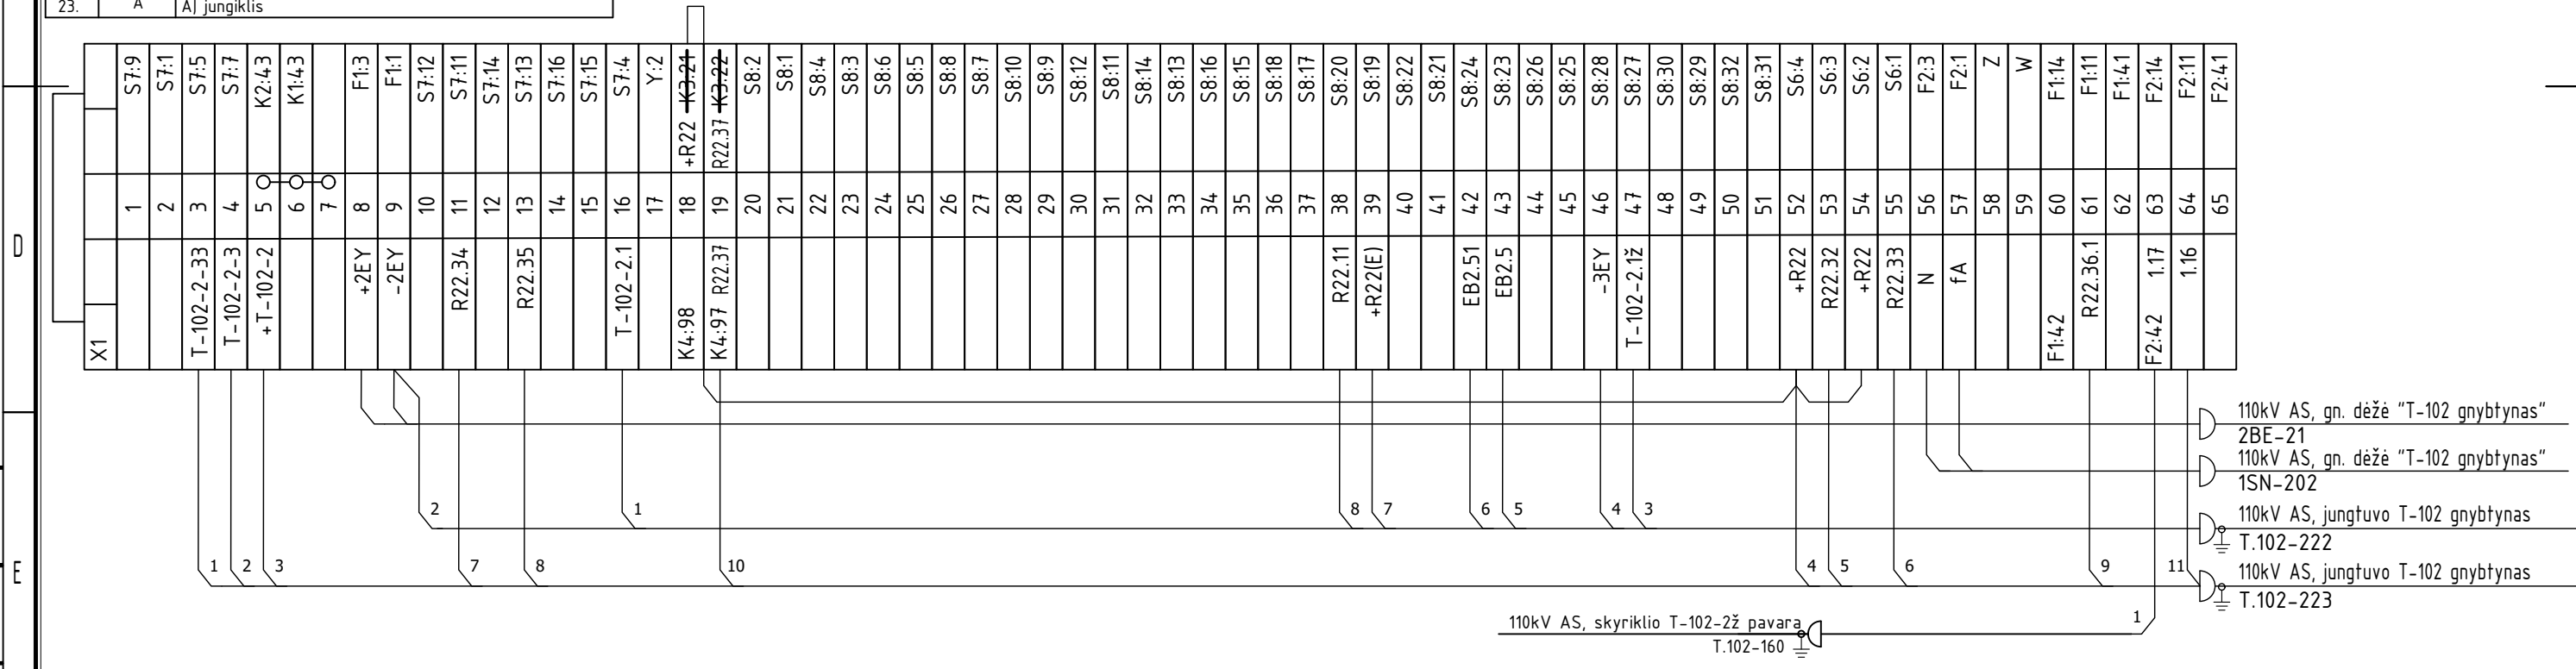 23. A A) jungiklis
S7:9 S7:1 S7:5 S7:7 K2:43 K1:43 F1:3 F1:1 S7:12 S7:11 S7:14 S7:13 S7:16 S7:15 S7:4 Y:2 +R22 K3:21 R22.37 K3:22 S8:2 S8:1 S8:4 S8:3 S8:6 S8:5 S8:8 S8:7 S8:10 S8:9 S8:12 S8:11 S8:14 S8:13 S8:16 S8:15 S8:18 S8:17 S8:20 S8:19 S8:22 S8:21 S8:24 S8:23 S8:26 S8:25 S8:28 S8:27 S8:30 S8:29 S8:32 S8:31 S6:4 S6:3 S6:2 S6:1 F2:3 F2:1 Z W F1:14 F1:11 F1:41 F2:14 F2:11 F2:41
1 2 3 4 5 6 7 8 9 10 11 12 13 14 15 16 17 18 19 20 21 22 23 24 25 26 27 28 29 30 31 32 33 34 35 36 37 38 39 40 41 42 43 44 45 46 47 48 49 50 51 52 53 54 55 56 57 58 59 60 61 62 63 64 65
D
X1 T-102-2-33 T-102-2-3 +T-102-2 +2EY -2EY R22.34 R22.35 T-102-2.1 K4:98 K4:97 R22.37 R22.11 +R22(E) EB2.51 EB2.5 -3EY T-102-2.1ž +R22 R22.32 +R22 R22.33 N fA F1:42 R22.36.1 F2:42 1.17 1.16
110kV AS, gn. dėžė "T-102 gnybtynas"
2BE-21
110kV AS, gn. dėžė "T-102 gnybtynas"
1SN-202
2 1 8 7 6 5 4 3
110kV AS, jungtuvo T-102 gnybtynas
T.102-222
E
1 2 3 7 8 10 4 5 6 9 11
110kV AS, jungtuvo T-102 gnybtynas
T.102-223
110kV AS, skyriklio T-102-2ž pavara 1
T.102-160